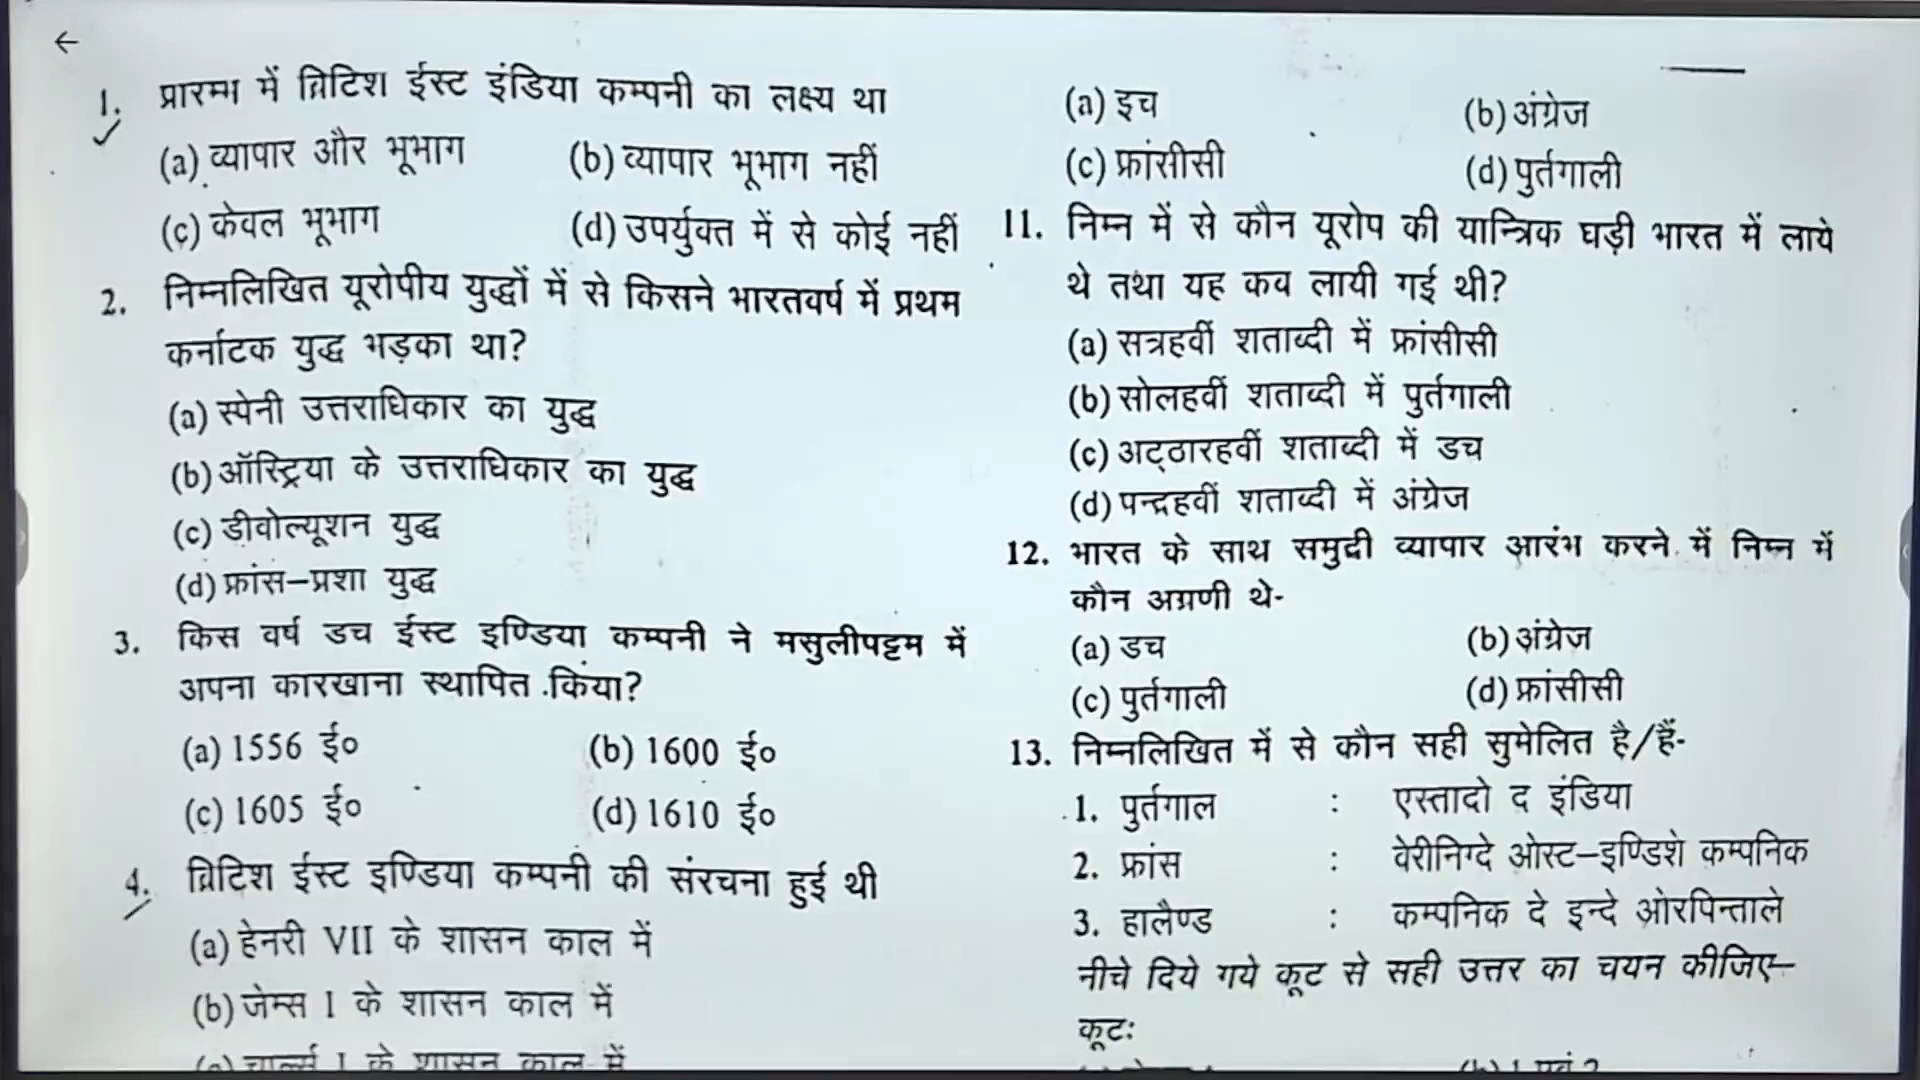 1. प्रारम्भ में ब्रिटिश ईस्ट इंडिया कम्पनी का लक्ष्य था
(a) व्यापार और भूभाग (b) व्यापार भूभाग नहीं
(c) केवल भूभाग (d) उपर्युक्त में से कोई नहीं
2. निम्नलिखित यूरोपीय युद्धों में से किसने भारतवर्ष में प्रथम
कर्नाटक युद्ध भड़का था?
(a) स्पेनी उत्तराधिकार का युद्ध
(b) ऑस्ट्रिया के उत्तराधिकार का युद्ध
(c) डीवोल्यूशन युद्ध
(d) फ्रांस-प्रशा युद्ध
3. किस वर्ष डच ईस्ट इण्डिया कम्पनी ने मसुलीपट्टम में
अपना कारखाना स्थापित किया?
(a) 1556 ई० (b) 1600 ई०
(c) 1605 ई० (d) 1610 ई०
4. ब्रिटिश ईस्ट इण्डिया कम्पनी की संरचना हुई थी
(a) हेनरी VII के शासन काल में
(b) जेम्स I के शासन काल में
(c) चार्ल्स I के शासन काल में
(a) इच (b) अंग्रेज
(c) फ्रांसीसी (d) पुर्तगाली
11. निम्न में से कौन यूरोप की यान्त्रिक घड़ी भारत में लाये
थे तथा यह कब लायी गई थी?
(a) सत्रहवीं शताब्दी में फ्रांसीसी
(b) सोलहवीं शताब्दी में पुर्तगाली
(c) अट्ठारहवीं शताब्दी में डच
(d) पन्द्रहवीं शताब्दी में अंग्रेज
12. भारत के साथ समुद्री व्यापार आरंभ करने में निम्न में
कौन अग्रणी थे-
(a) डच (b) अंग्रेज
(c) पुर्तगाली (d) फ्रांसीसी
13. निम्नलिखित में से कौन सही सुमेलित है/हैं-
1. पुर्तगाल : एस्तादो द इंडिया
2. फ्रांस : वेरीनिग्दे ओस्ट-इण्डिशे कम्पनिक
3. हालैण्ड : कम्पनिक दे इन्दे ओरपिन्ताले
नीचे दिये गये कूट से सही उत्तर का चयन कीजिए-
कूटः
(b) 1 एवं 2